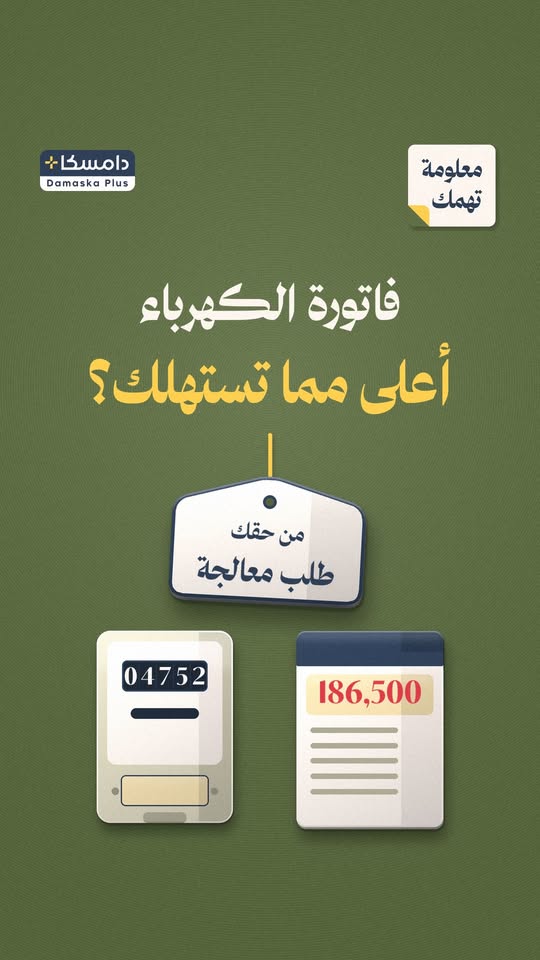 معلومة
تهمك
دامسكا+
Damaska Plus
فاتورة الكهرباء
أعلى مما تستهلك؟
من حقك
طلب معالجة
04752
186,500